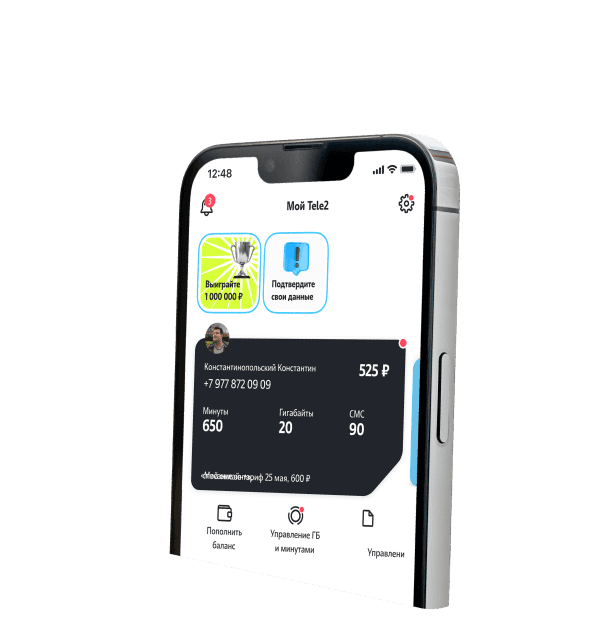 12:48
3
Мой Tele2
Выиграйте
1 000 000 ₽
Подтвердите
свои данные
Константинопольский Константин
525 ₽
+7 977 872 09 09
Минуты
Гигабайты
СМС
650
20
90
тариф 25 мая, 600 ₽
Пополнить
баланс
Управление ГБ
и минутами
Управлени